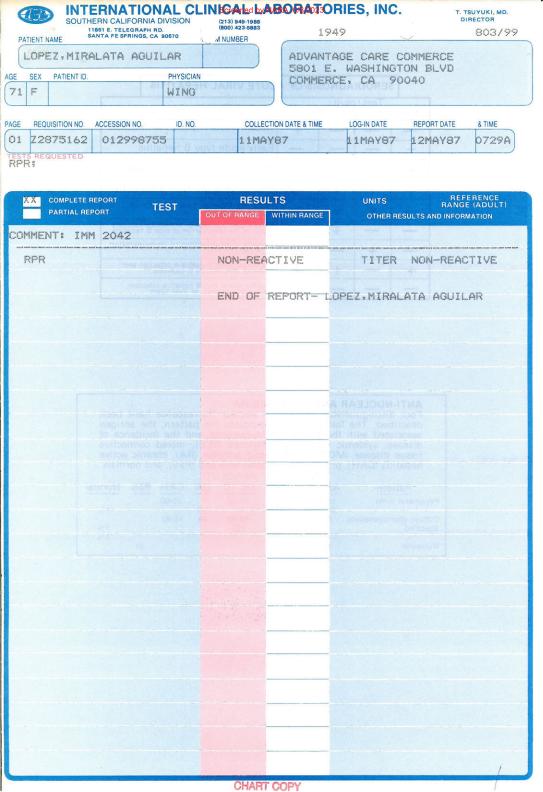 ICL INTERNATIONAL CLINICAL LABORATORIES, INC.
SOUTHERN CALIFORNIA DIVISION
11861 E. TELEGRAPH RD.
SANTA FE SPRINGS, CA 90670
(213) 949-1986
(800) 423-5883
T. TSUYUKI, MD.
DIRECTOR
1949 803/99
PATIENT NAME NUMBER
LOPEZ,MIRALATA AGUILAR
ADVANTAGE CARE COMMERCE
5801 E. WASHINGTON BLVD
COMMERCE, CA 90040
AGE SEX PATIENT ID. PHYSICIAN
71 F WING
PAGE REQUISITION NO. ACCESSION NO. ID. NO. COLLECTION DATE & TIME LOG-IN DATE REPORT DATE & TIME
01 Z2875162 012998755 11MAY87 11MAY87 12MAY87 0729A
TESTS REQUESTED
RPR;
XX COMPLETE REPORT
PARTIAL REPORT
TEST
RESULTS
OUT OF RANGE WITHIN RANGE
UNITS REFERENCE RANGE (ADULT)
OTHER RESULTS AND INFORMATION
COMMENT: IMM 2042
RPR NON-REACTIVE TITER NON-REACTIVE
END OF REPORT- LOPEZ,MIRALATA AGUILAR
CHART COPY